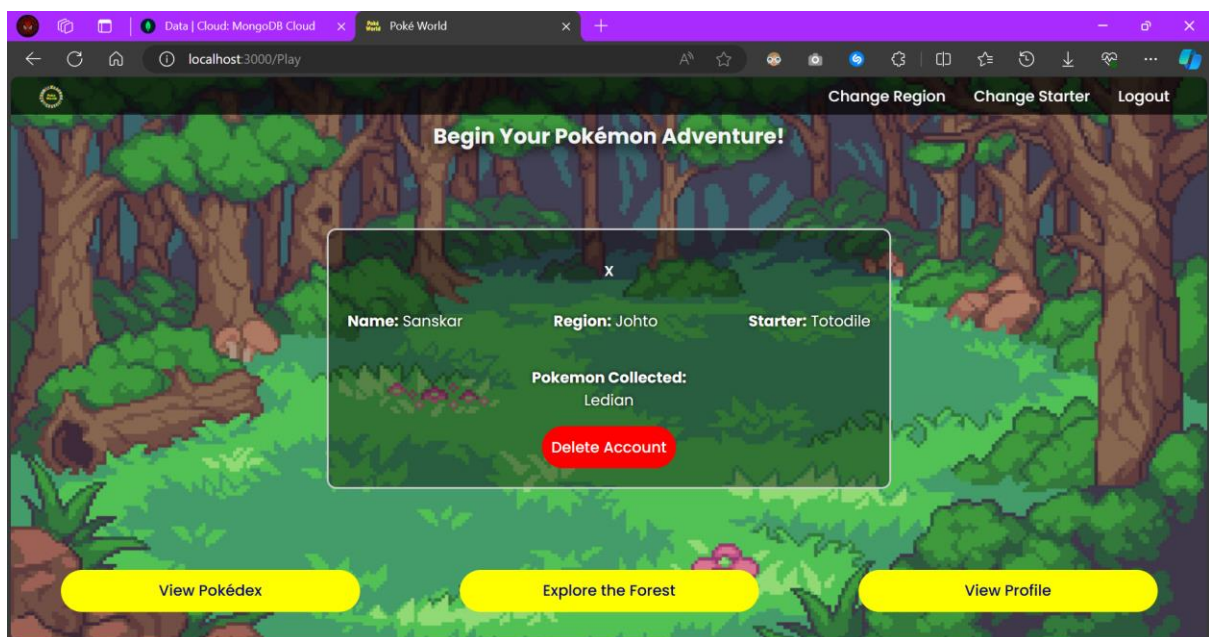 Data | Cloud: MongoDB Cloud
Poké World
localhost:3000/Play
Change Region Change Starter Logout
Begin Your Pokémon Adventure!
x
Name: Sanskar Region: Johto Starter: Totodile
Pokemon Collected:
Ledian
Delete Account
View Pokédex Explore the Forest View Profile